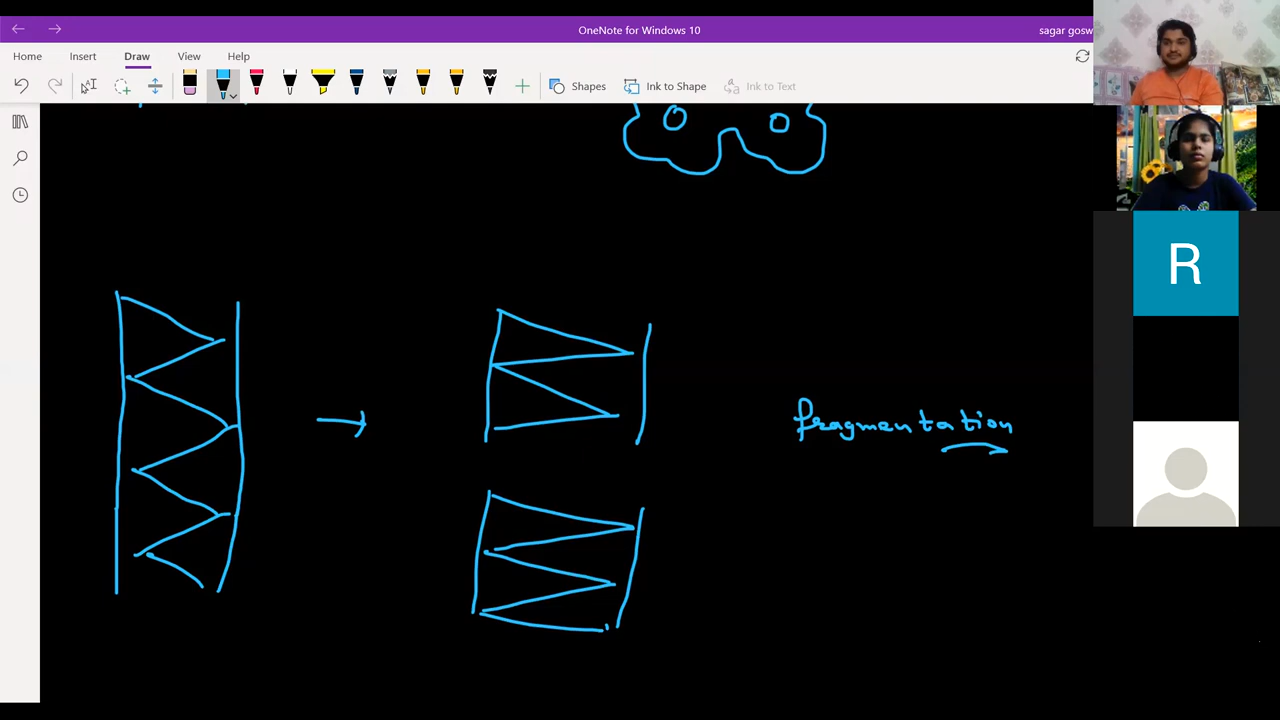 OneNote for Windows 10
sagar gosw
Home Insert Draw View Help
Shapes Ink to Shape Ink to Text
R
fragmentation